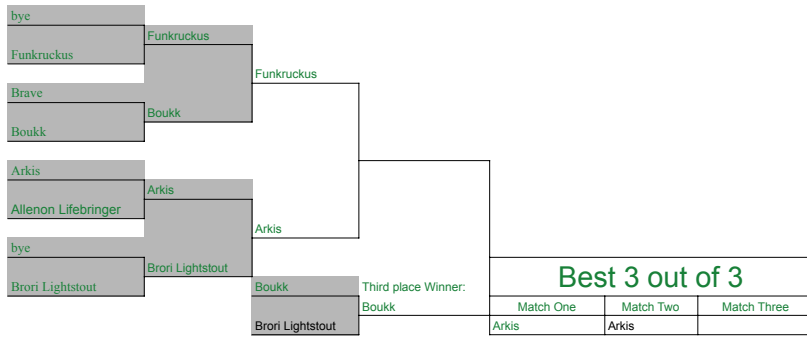 bye
Funkruckus
Funkruckus
Funkruckus
Brave
Boukk
Boukk
Arkis
Arkis
Allenon Lifebringer
Arkis
bye
Brori Lightstout
Brori Lightstout
Boukk
Third place Winner:
Boukk
Brori Lightstout
Best 3 out of 3
Match One
Match Two
Match Three
Arkis
Arkis